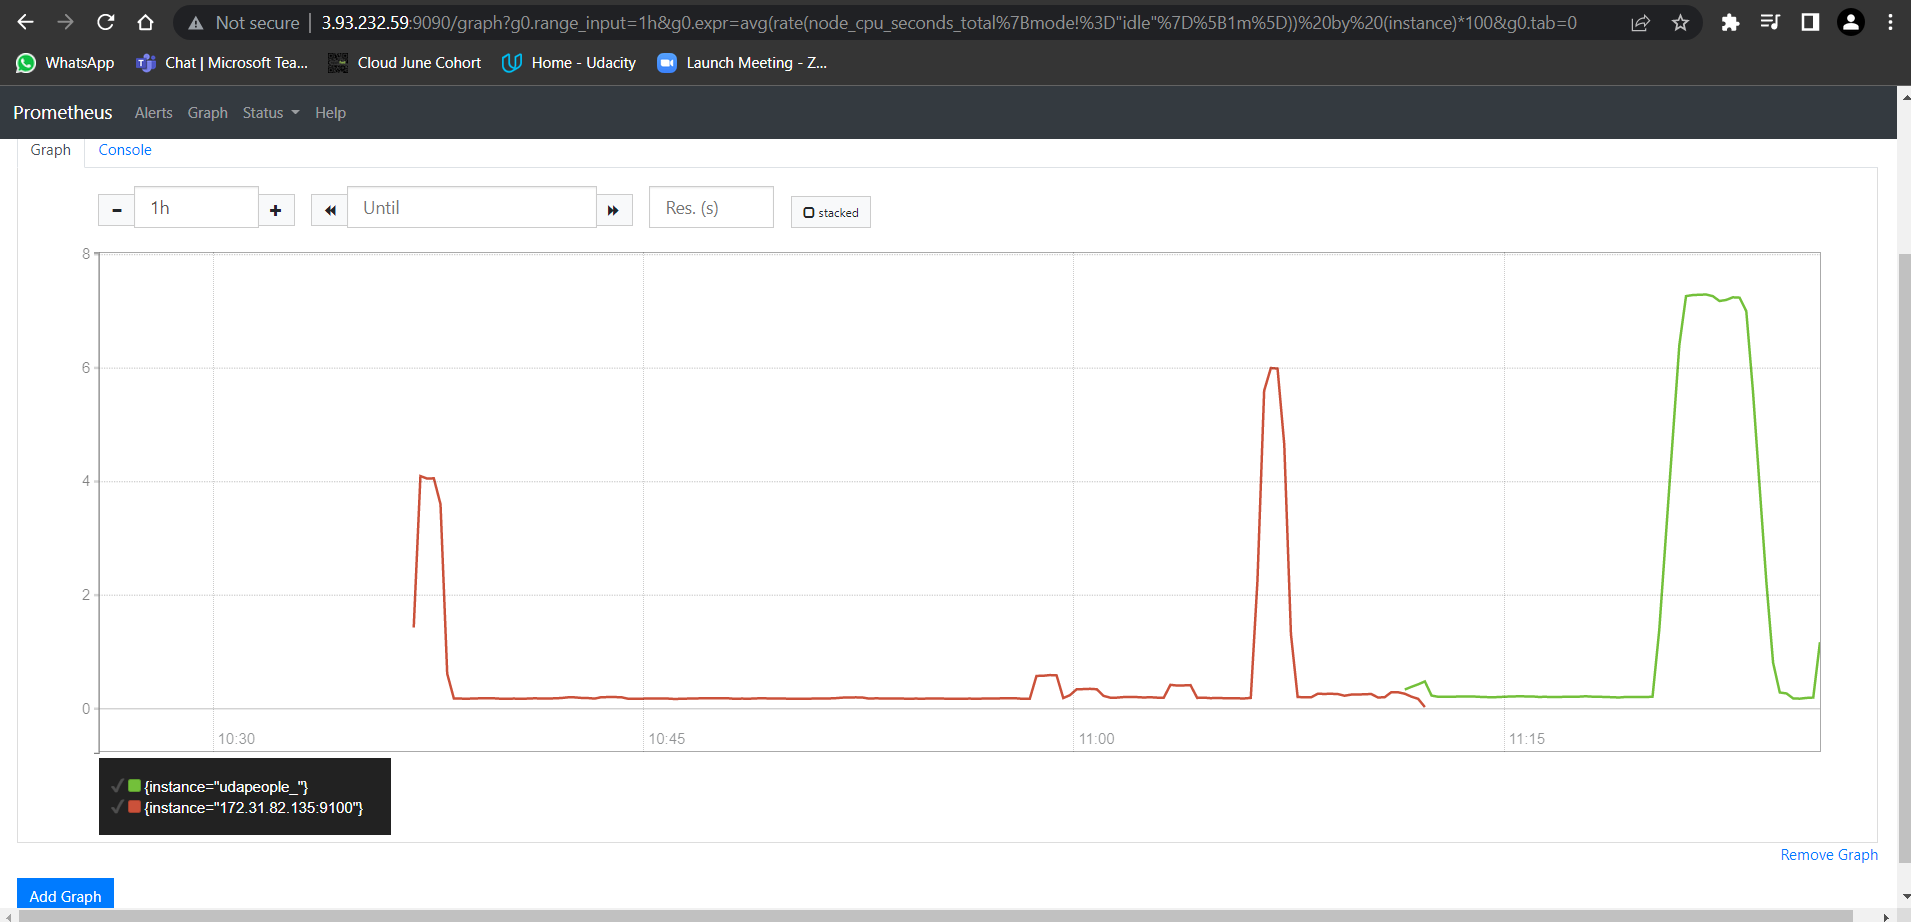 Not secure | 3.93.232.59:9090/graph?g0.range_input=1h&g0.expr=avg(rate(node_cpu_seconds_total%7Bmode!%3D"idle"%7D%5B1m%5D))%20by%20(instance)*100&g0.tab=0
WhatsApp Chat | Microsoft Tea... Cloud June Cohort Home - Udacity Launch Meeting - Z...
Prometheus Alerts Graph Status Help
Graph Console
- 1h + Until Res. (s) stacked
8
6
4
2
0
10:30 10:45 11:00 11:15
{instance="udapeople_"}
{instance="172.31.82.135:9100"}
Remove Graph
Add Graph